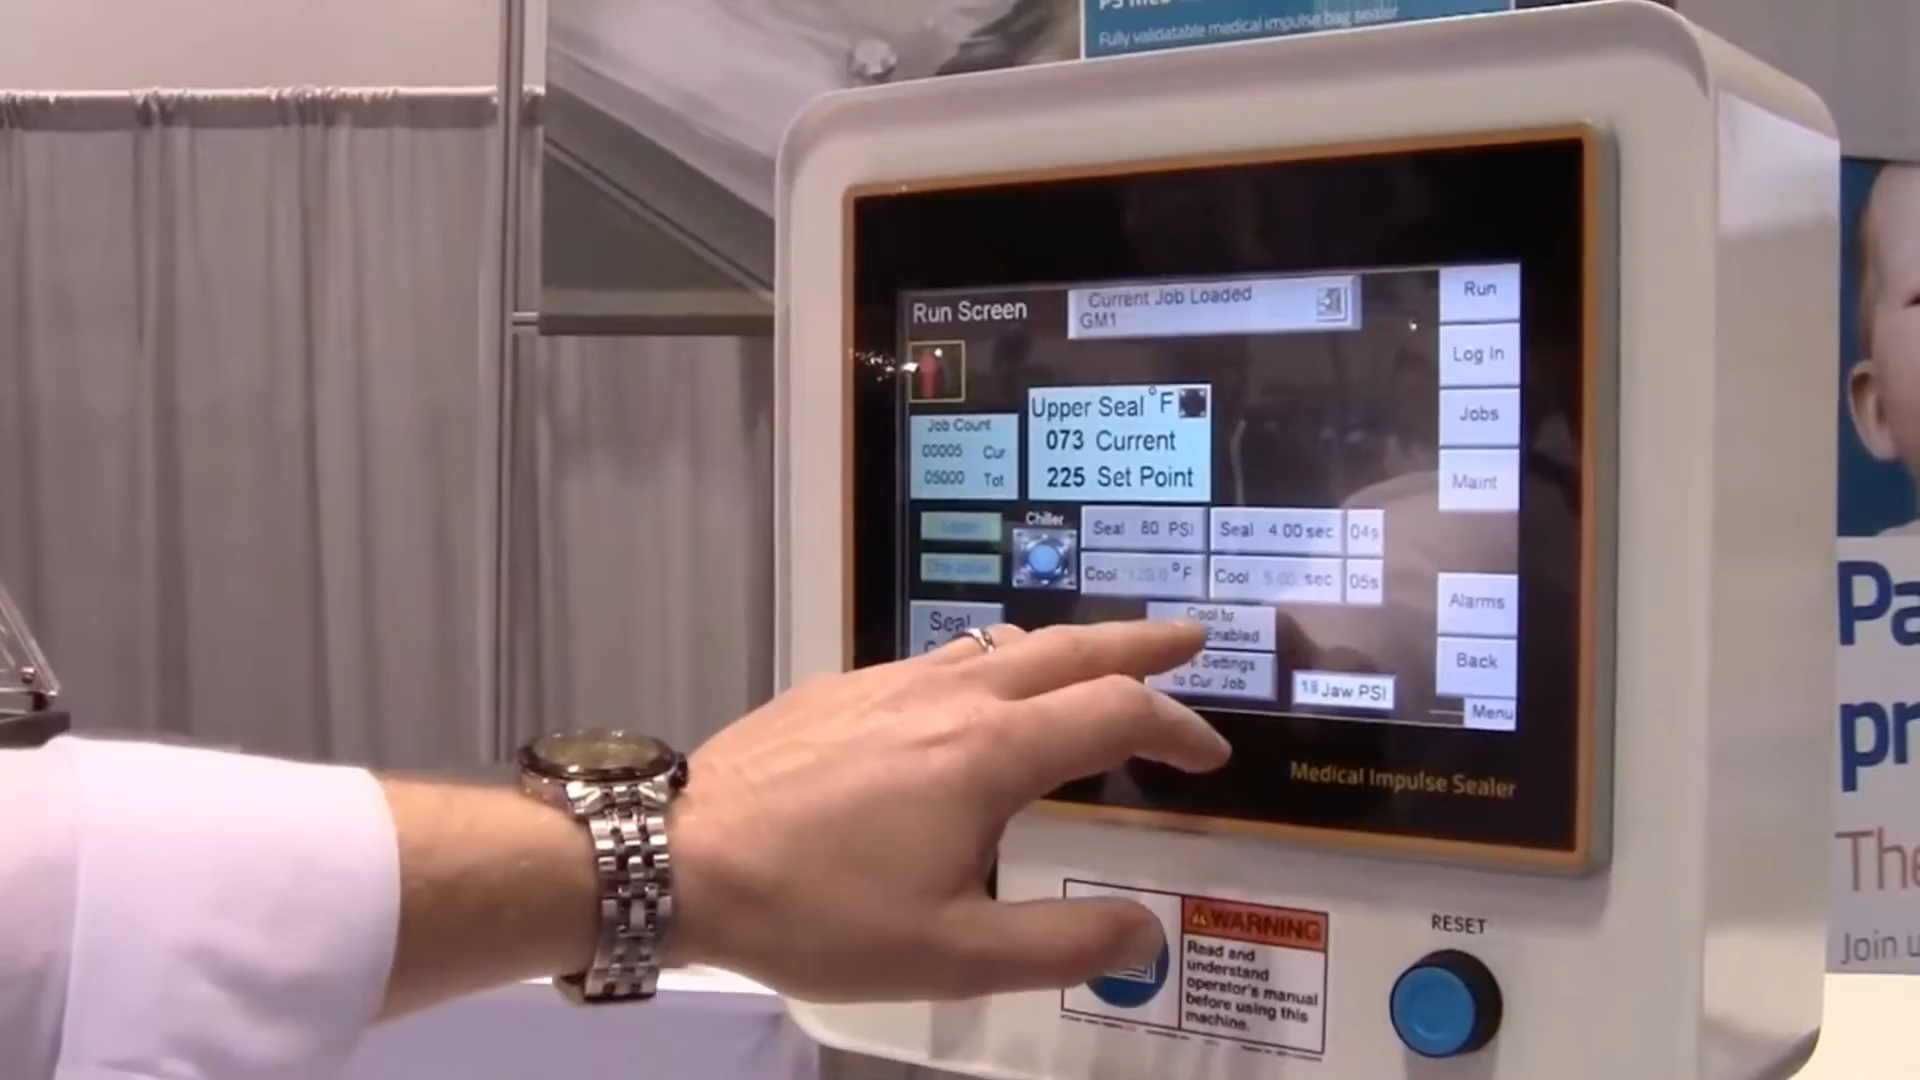 Fully validatable medical impulse bag sealer
Run Screen
Current Job Loaded
GM1
Run
Log In
Jobs
Maint
Alarms
Back
Menu
Job Count
00005 Cur
05000 Tot
Upper Seal °F
073 Current
225 Set Point
Chiller
Seal 80 PSI
Seal 4.00 sec 04s
Cool °F
Cool 5.00 sec 05s
Seal
Cool to
Enabled
Settings
to Cur Job
Jaw PSI
Medical Impulse Sealer
WARNING
Read and
understand
operator's manual
before using this
machine.
RESET
Pa
pr
The
Join u